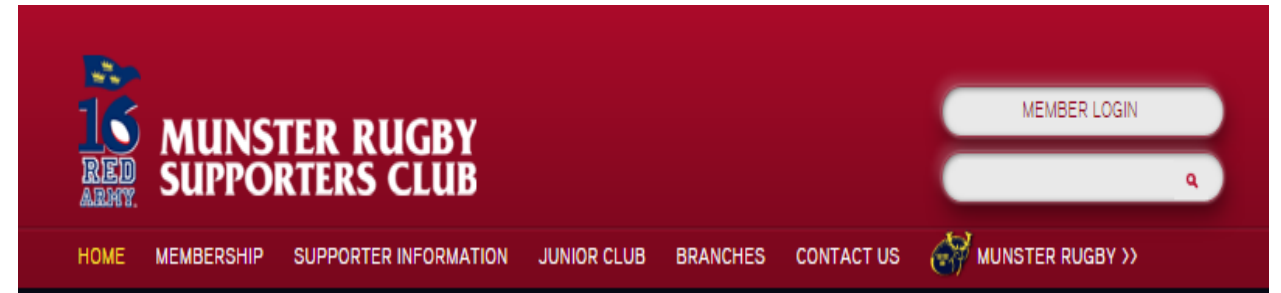 16
RED
ARMY.
MUNSTER RUGBY
SUPPORTERS CLUB
MEMBER LOGIN
HOME MEMBERSHIP SUPPORTER INFORMATION JUNIOR CLUB BRANCHES CONTACT US MUNSTER RUGBY >>